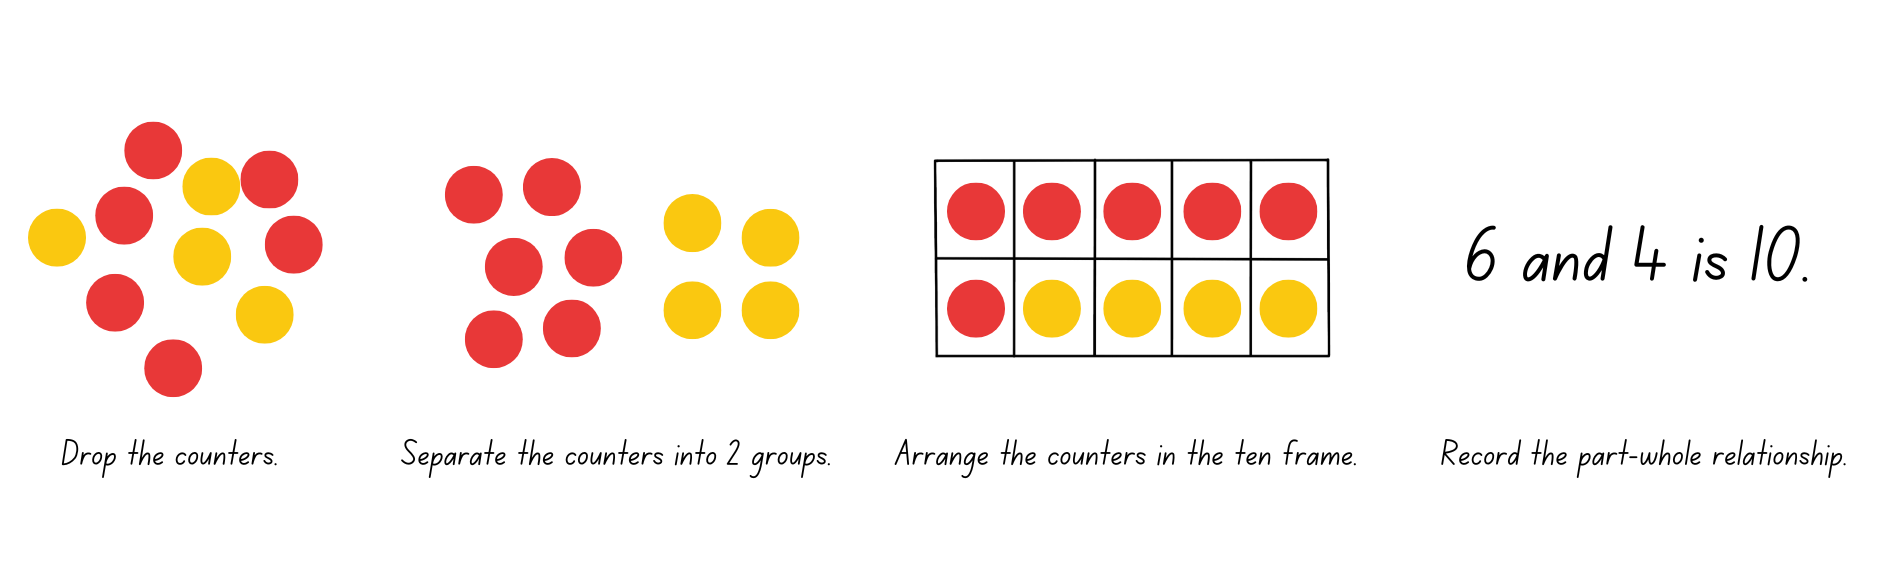 6 and 4 is 10.
Drop the counters.
Separate the counters into 2 groups.
Arrange the counters in the ten frame.
Record the part-whole relationship.